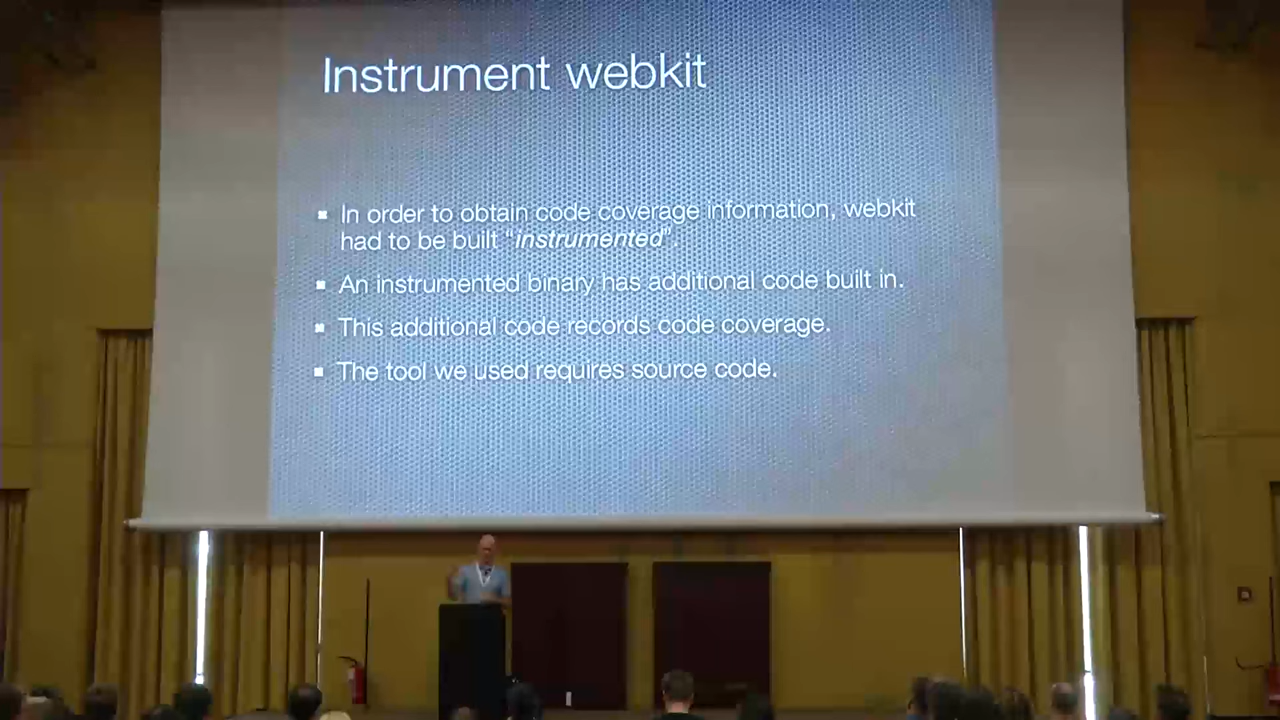 Instrument webkit
In order to obtain code coverage information, webkit
had to be built “instrumented”.
An instrumented binary has additional code built in.
This additional code records code coverage.
The tool we used requires source code.